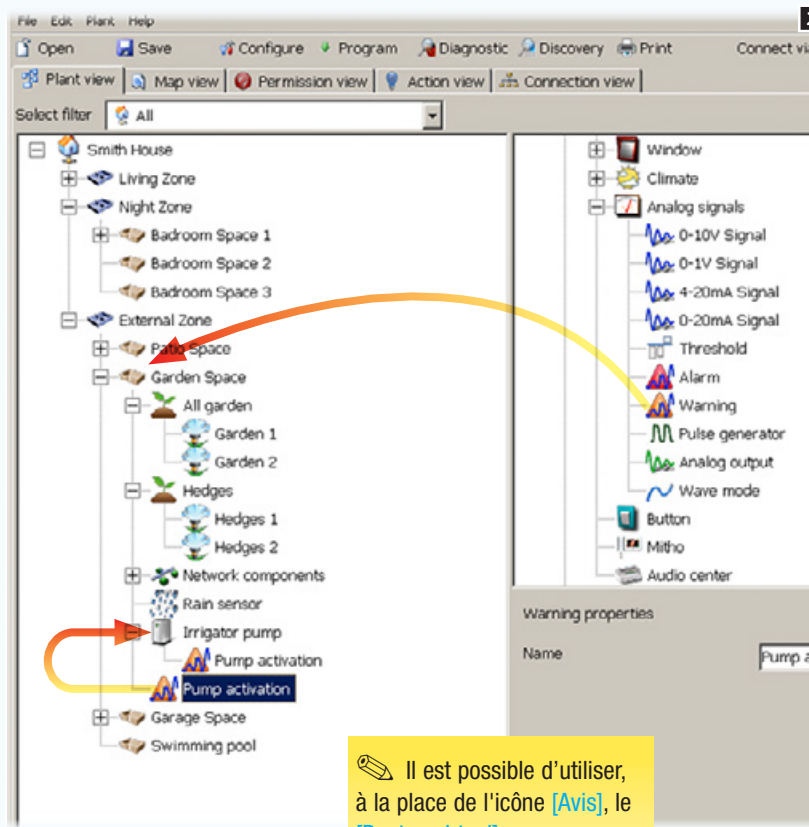 File Edit Plant Help
Open Save Configure Program Diagnostic Discovery Print Connect via
Plant view Map view Permission view Action view Connection view
Select filter All
Smith House
Living Zone
Night Zone
Badroom Space 1
Badroom Space 2
Badroom Space 3
External Zone
Patio Space
Garden Space
All garden
Garden 1
Garden 2
Hedges
Hedges 1
Hedges 2
Network components
Rain sensor
Irrigator pump
Pump activation
Pump activation
Garage Space
Swimming pool
Window
Climate
Analog signals
0-10V Signal
0-1V Signal
4-20mA Signal
0-20mA Signal
Threshold
Alarm
Warning
Pulse generator
Analog output
Wave mode
Button
Mitho
Audio center
Warning properties
Name Pump a
Il est possible d’utiliser,
à la place de l'icône [Avis], le